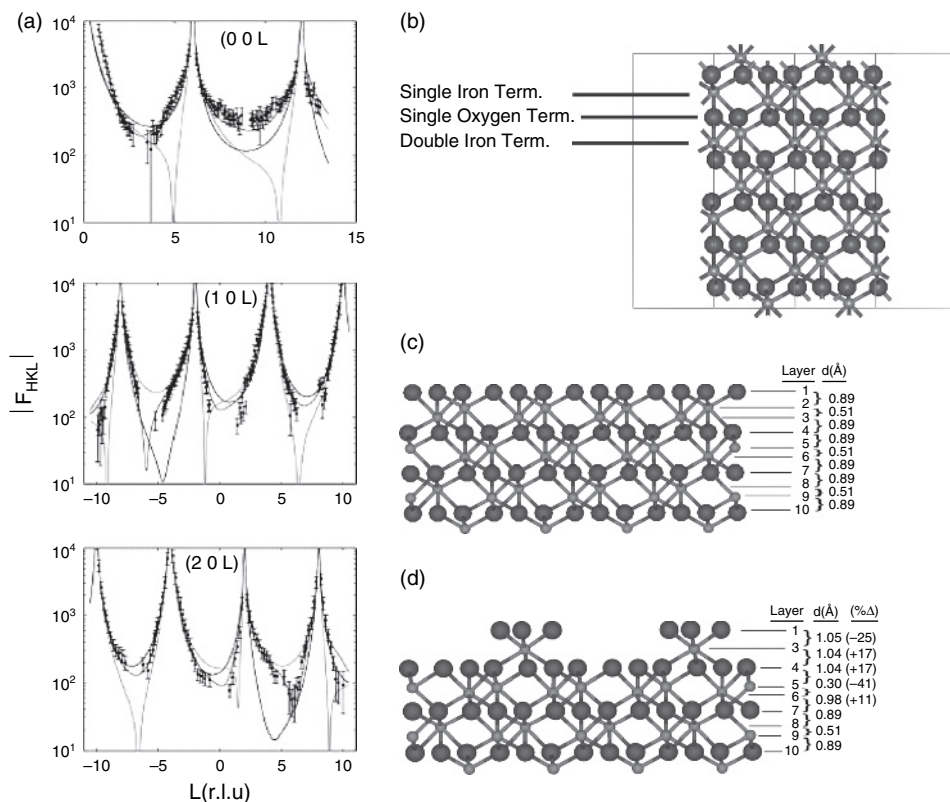 (a)
10⁴
10³
10²
10¹
(0 0 L
0 5 10 15
10⁴
10³
10²
10¹
(1 0 L)
−10 −5 0 5 10
10⁴
10³
10²
10¹
(2 0 L)
−10 −5 0 5 10
|F_HKL|
L(r.l.u)
(b)
Single Iron Term.
Single Oxygen Term.
Double Iron Term.
(c)
Layer d(Å)
1
0.89
2
0.51
3
0.89
4
0.89
5
0.51
6
0.89
7
0.89
8
0.51
9
0.89
10
(d)
Layer d(Å) (%Δ)
1
1.05 (−25)
3
1.04 (+17)
4
1.04 (+17)
5
0.30 (−41)
6
0.98 (+11)
7
0.89
8
0.51
9
0.89
10